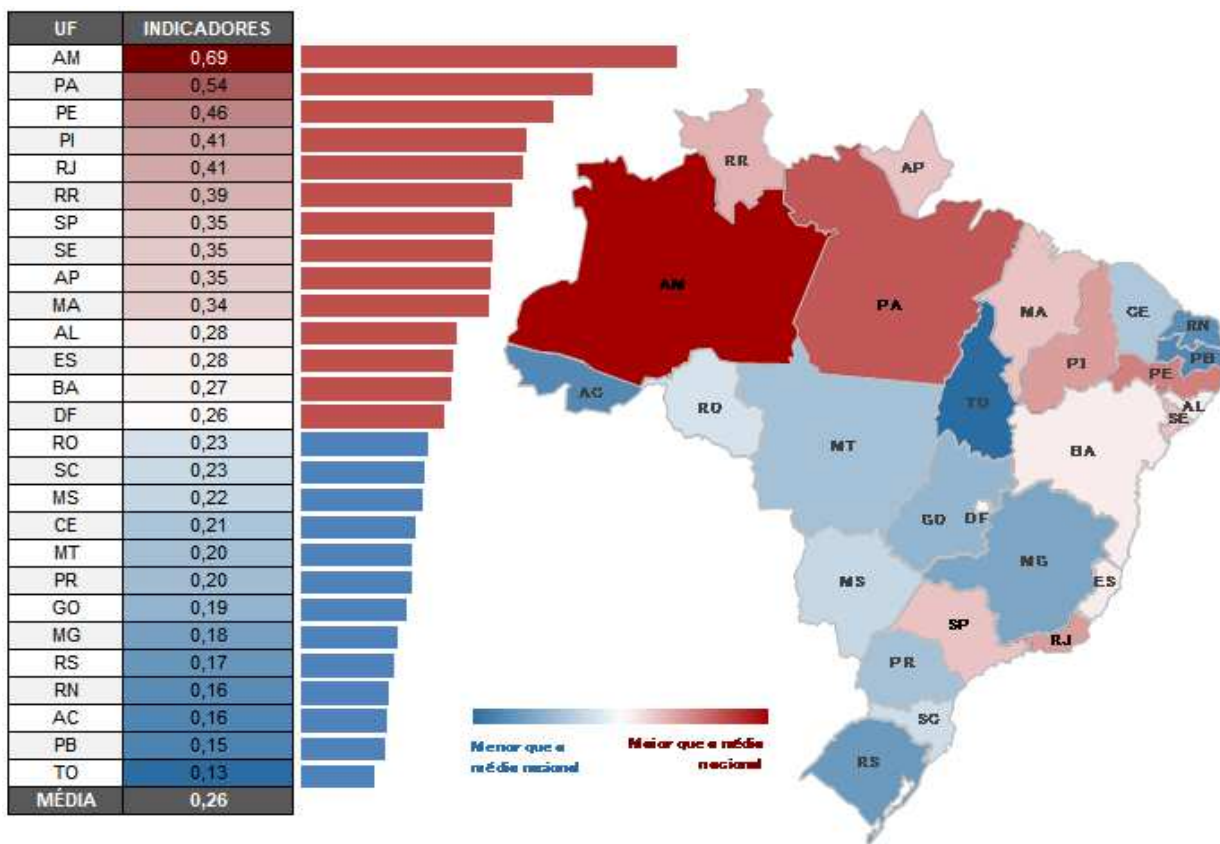 UF INDICADORES
AM 0,69
PA 0,54
PE 0,46
PI 0,41
RJ 0,41
RR 0,39
SP 0,35
SE 0,35
AP 0,35
MA 0,34
AL 0,28
ES 0,28
BA 0,27
DF 0,26
RO 0,23
SC 0,23
MS 0,22
CE 0,21
MT 0,20
PR 0,20
GO 0,19
MG 0,18
RS 0,17
RN 0,16
AC 0,16
PB 0,15
TO 0,13
MÉDIA 0,26
RR
AP
AM
PA
MA
CE
RN
PB
PI
PE
AL
SE
AC
RO
TO
MT
BA
GO
DF
MG
ES
MS
SP
RJ
PR
SC
RS
Menor que a
média nacional
Maior que a média
nacional